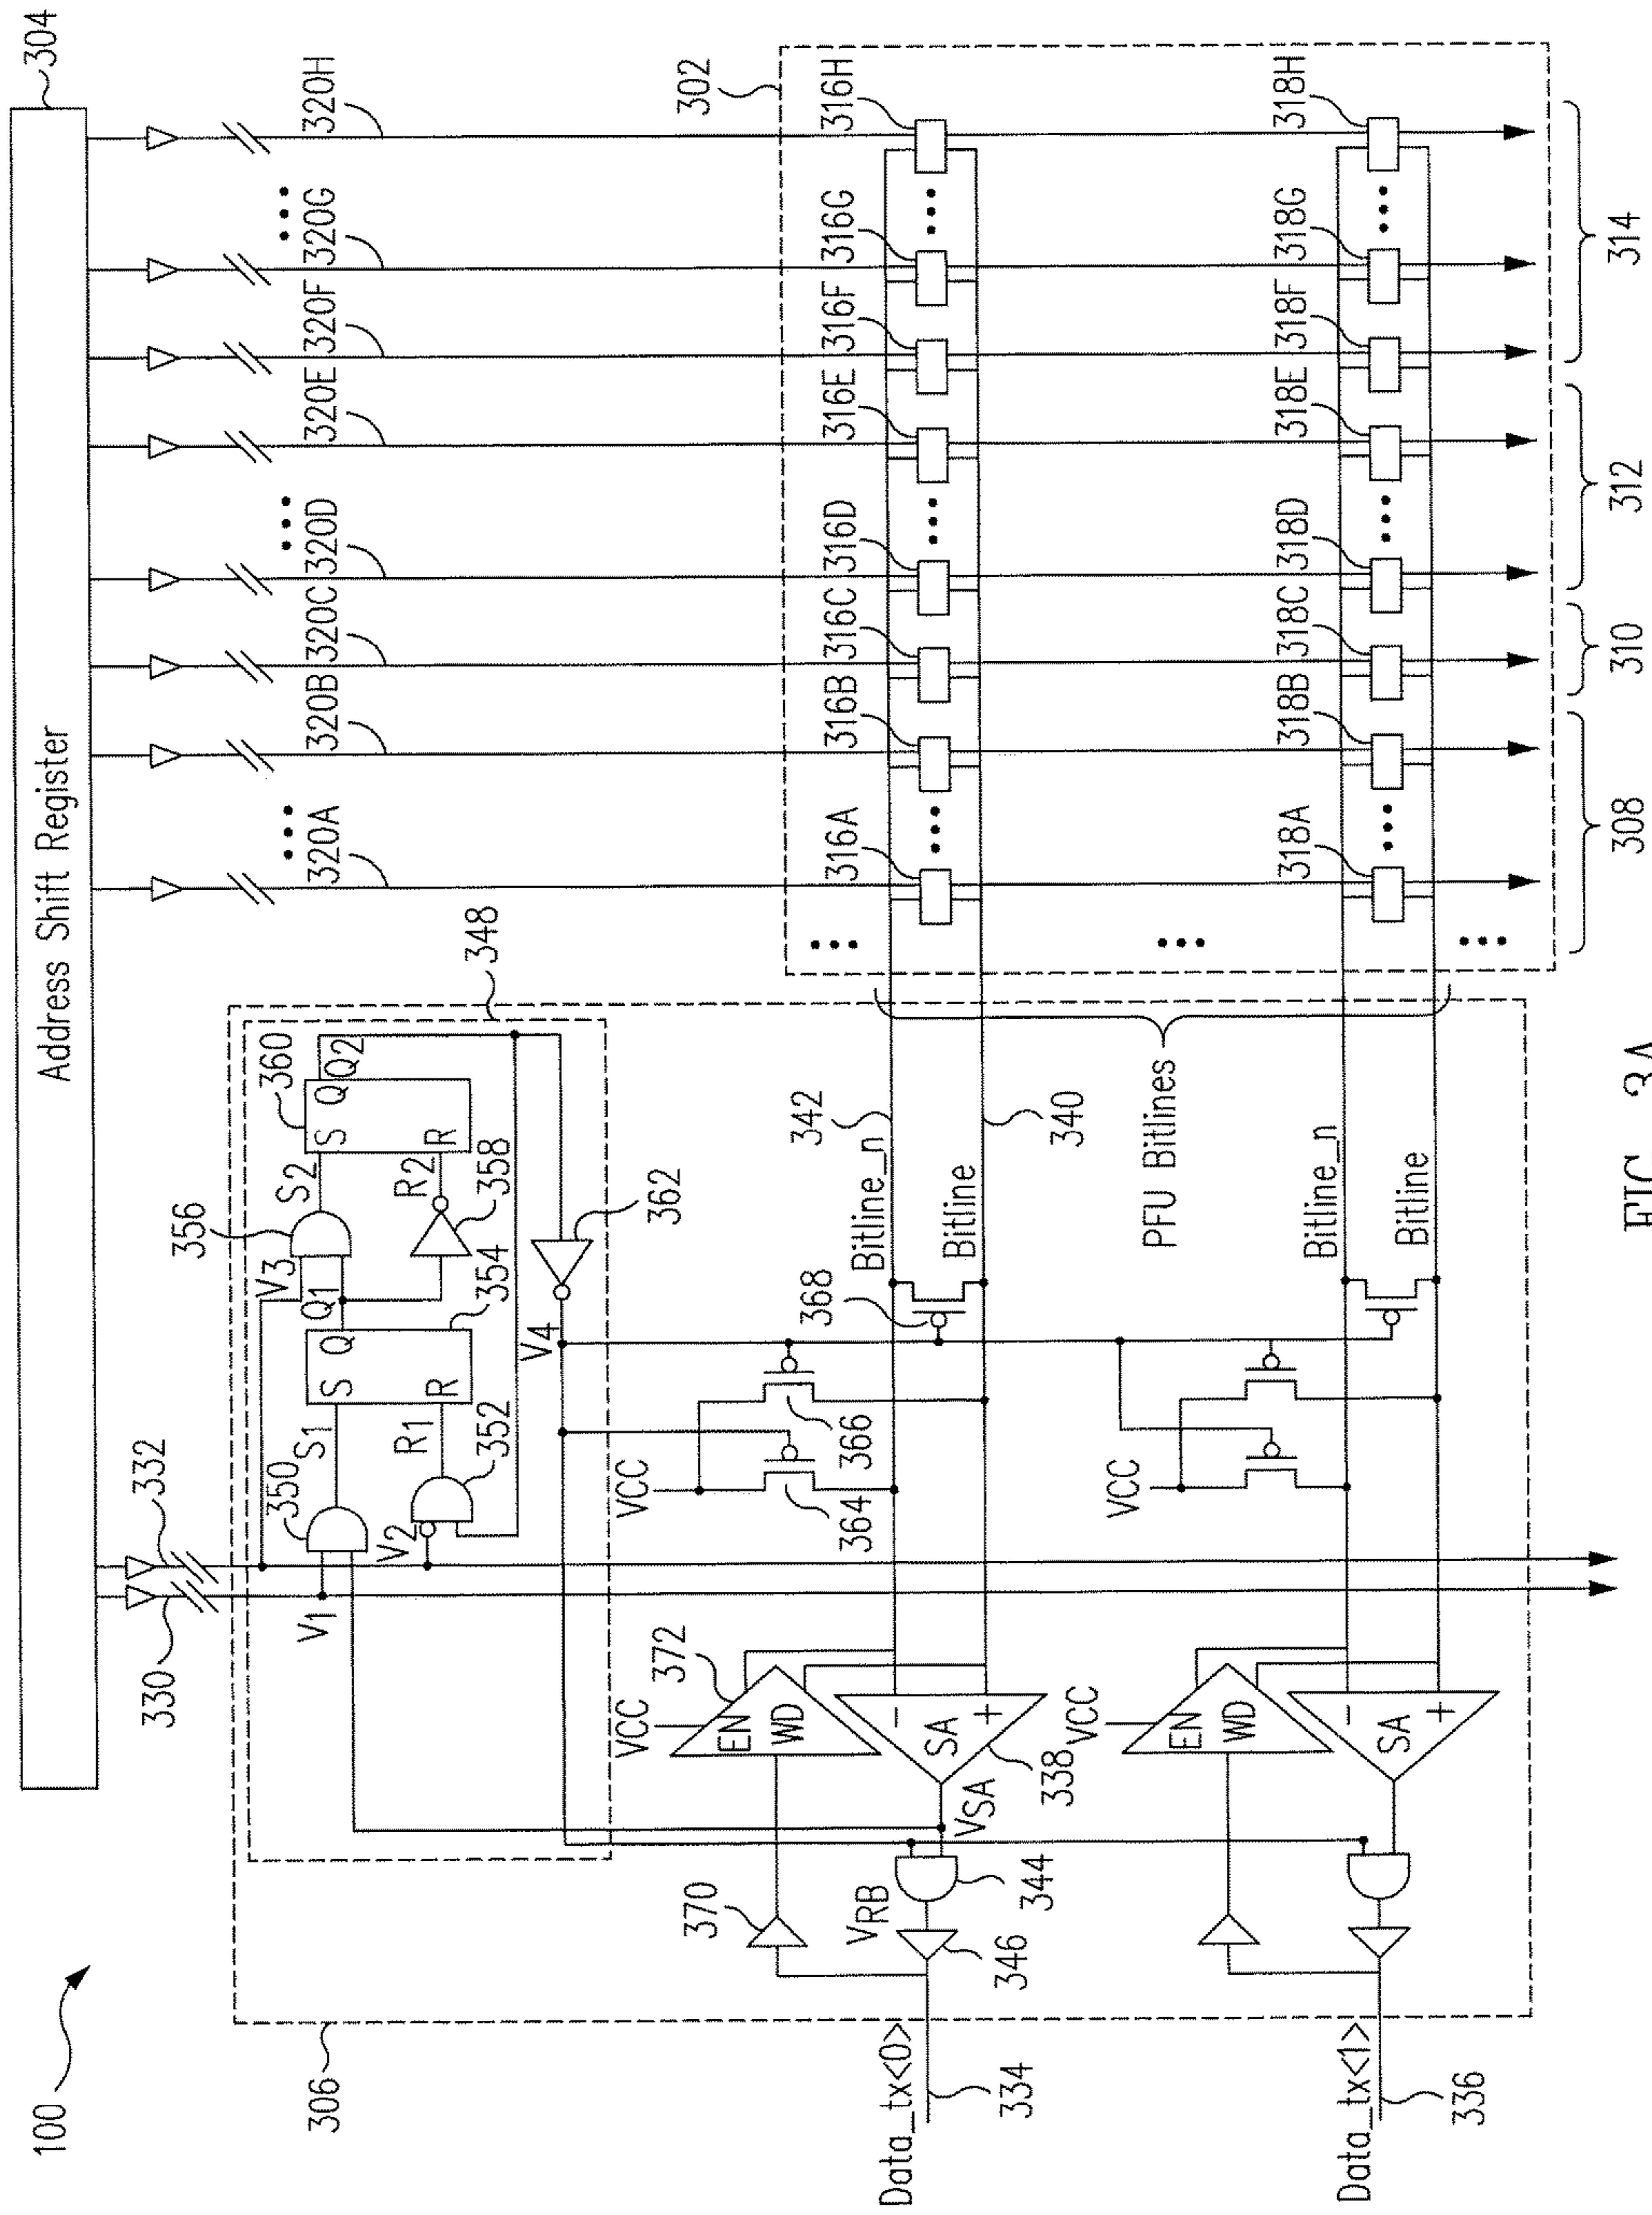 304
Address Shift Register
320A
320B
320C
320D
320E
320F
320G
320H
302
316A
316B
316C
316D
316E
316F
316G
316H
318A
318B
318C
318D
318E
318F
318G
318H
308
310
312
314
348
360
Q2
S Q
R
356
S2
R2
358
V3
Q1
354
S Q
R
362
V4
S1
R1
350
352
V2
V1
332
330
342
Bitline_n
Bitline
340
PFU Bitlines
Bitline_n
Bitline
368
366
364
VCC
VCC
372
VCC
EN
WD
-
+
SA
338
VSA
VCC
EN
WD
-
+
SA
370
VRB
344
346
306
100
Data_tx<0>
334
Data_tx<1>
336